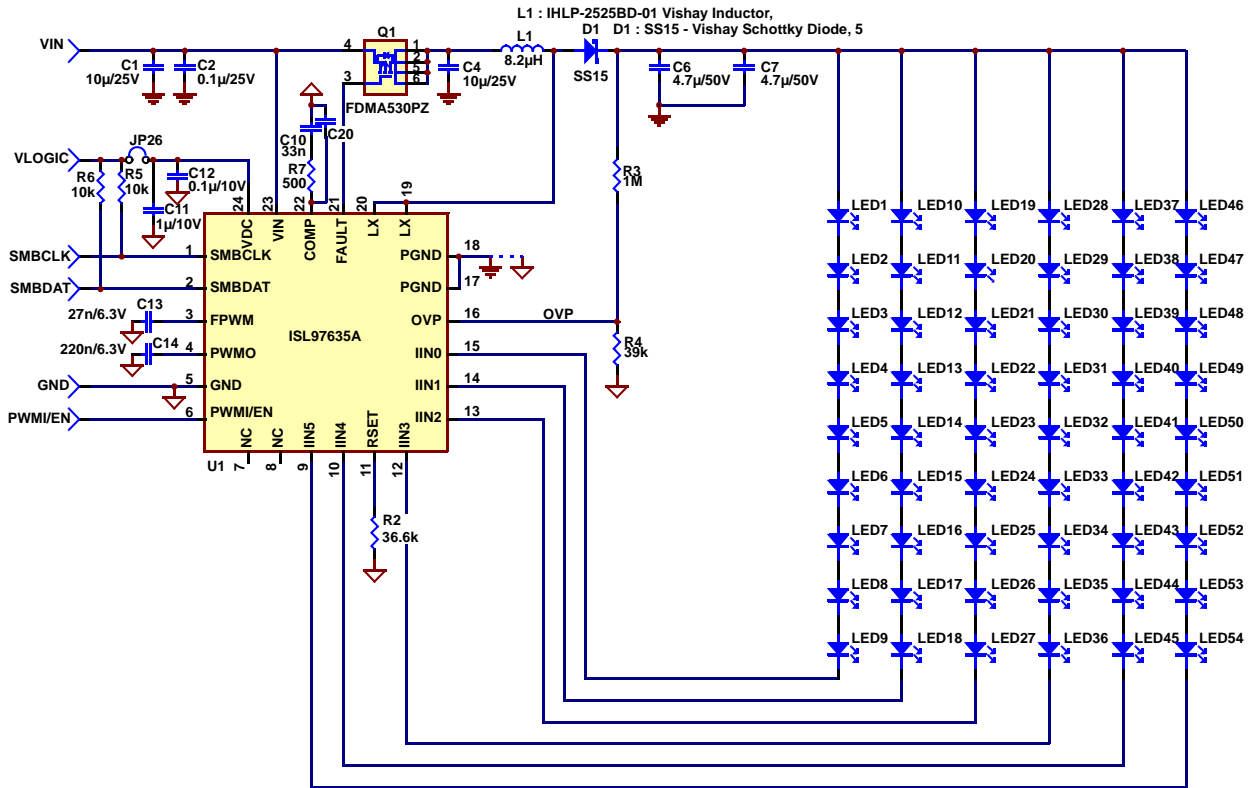 L1 : IHLP-2525BD-01 Vishay Inductor,
D1 : SS15 - Vishay Schottky Diode, 5
VIN
C1
10µ/25V
C2
0.1µ/25V
4
3
Q1
1
2
5
6
FDMA530PZ
C4
10µ/25V
L1
8.2µH
D1
SS15
C6
4.7µ/50V
C7
4.7µ/50V
C10
33n
C20
R7
500
VLOGIC
JP26
R6
10k
R5
10k
C12
0.1µ/10V
C11
1µ/10V
R3
1M
24
23
22
21
20
19
VDC
VIN
COMP
FAULT
LX
LX
SMBCLK
1
SMBCLK
SMBDAT
2
SMBDAT
27n/6.3V
C13
3
FPWM
220n/6.3V
C14
4
PWMO
GND
5
GND
PWMI/EN
6
PWMI/EN
ISL97635A
PGND
18
PGND
17
OVP
16
OVP
IIN0
15
IIN1
14
IIN2
13
R4
39k
NC
NC
IIN5
IIN4
RSET
IIN3
U1
7
8
9
10
11
12
R2
36.6k
LED1 LED10 LED19 LED28 LED37 LED46
LED2 LED11 LED20 LED29 LED38 LED47
LED3 LED12 LED21 LED30 LED39 LED48
LED4 LED13 LED22 LED31 LED40 LED49
LED5 LED14 LED23 LED32 LED41 LED50
LED6 LED15 LED24 LED33 LED42 LED51
LED7 LED16 LED25 LED34 LED43 LED52
LED8 LED17 LED26 LED35 LED44 LED53
LED9 LED18 LED27 LED36 LED45 LED54